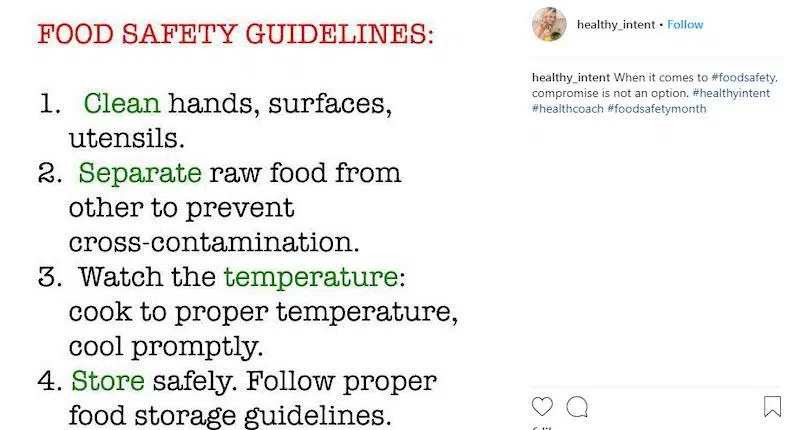 FOOD SAFETY GUIDELINES:
1. Clean hands, surfaces,
utensils.
2. Separate raw food from
other to prevent
cross-contamination.
3. Watch the temperature:
cook to proper temperature,
cool promptly.
4. Store safely. Follow proper
food storage guidelines.
healthy_intent • Follow
healthy_intent When it comes to #foodsafety,
compromise is not an option. #healthyintent
#healthcoach #foodsafetymonth